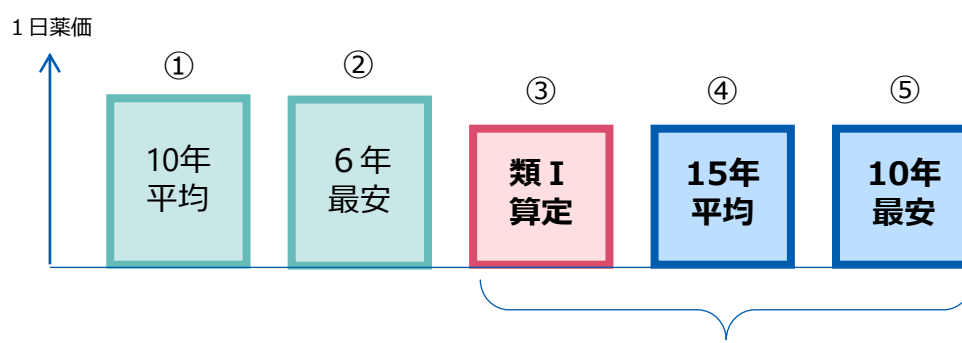 １日薬価
①
②
③
④
⑤
10年
平均
６年
最安
類Ⅰ
算定
15年
平均
10年
最安